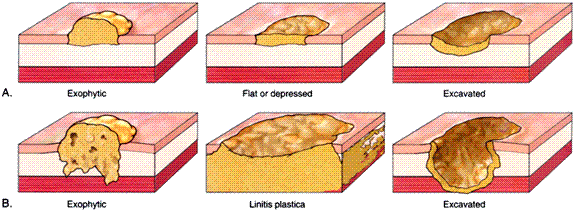 A. Exophytic Flat or depressed Excavated
B. Exophytic Linitis plastica Excavated